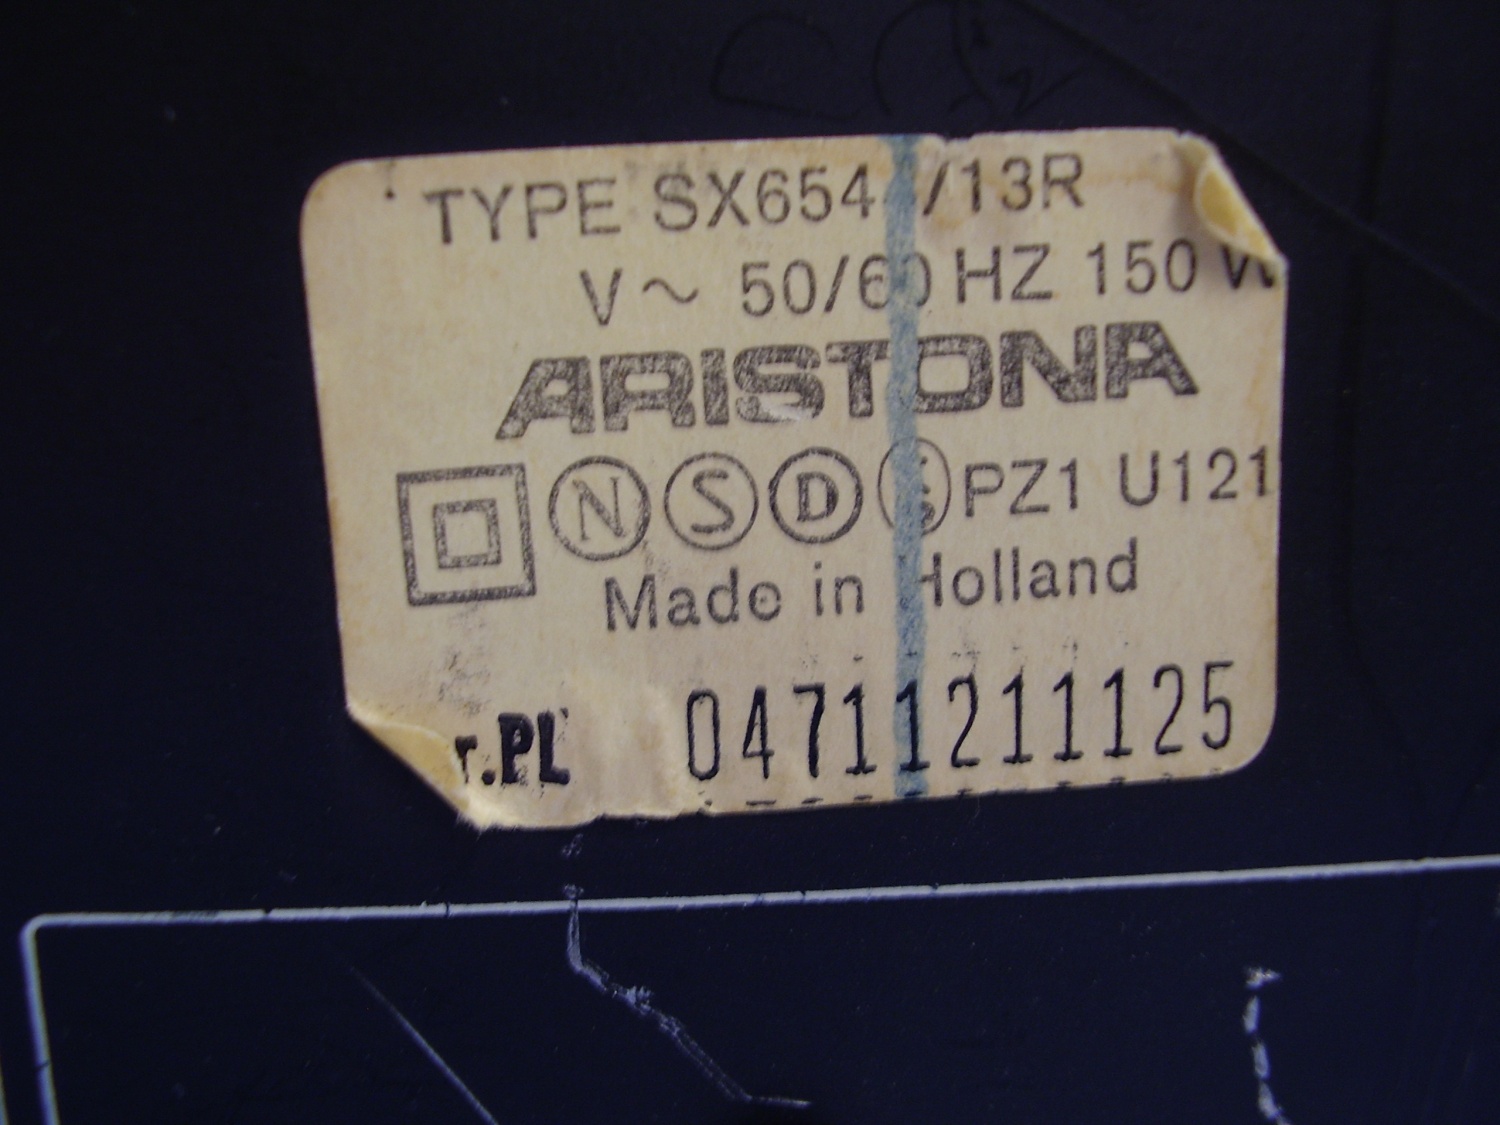 TYPE SX654 /13R
V~ 50/60 HZ 150 W
ARISTONA
N S D PZ1 U121
Made in Holland
r.PL 04711211125